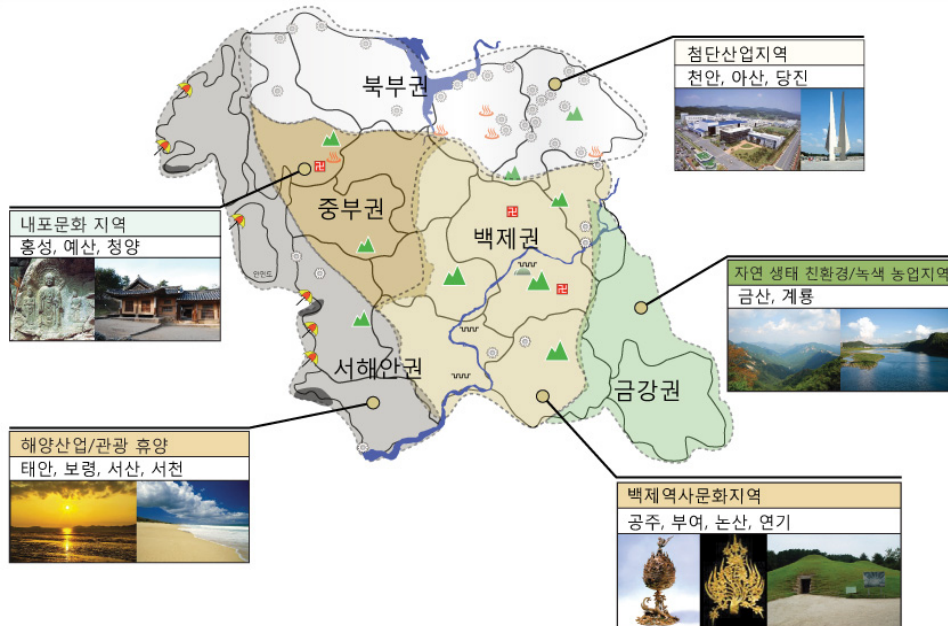 북부권
첨단산업지역
천안, 아산, 당진
내포문화 지역
홍성, 예산, 청양
중부권
백제권
안면도
자연 생태 친환경/녹색 농업지역
금산, 계룡
서해안권
금강권
해양산업/관광 휴양
태안, 보령, 서산, 서천
백제역사문화지역
공주, 부여, 논산, 연기